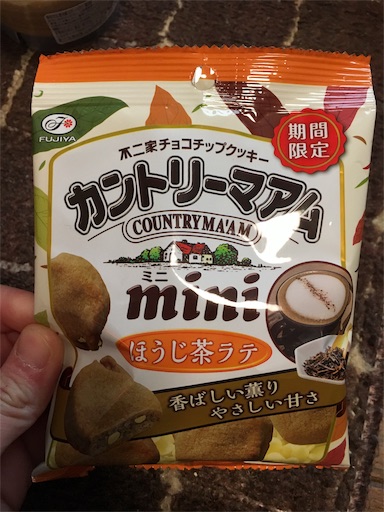 FUJIYA
期間
限定
不二家チョコチップクッキー
カントリーマアム
COUNTRY MA'AM
ミニ
mini
ほうじ茶ラテ
香ばしい薫り
やさしい甘さ